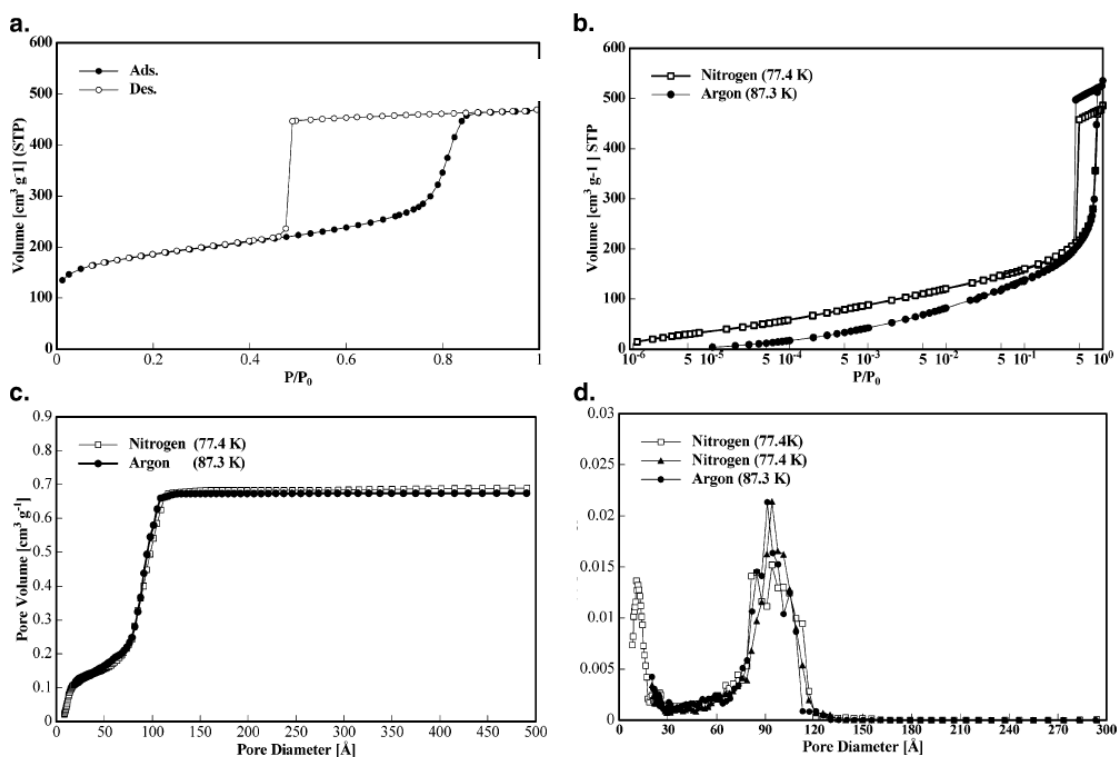 a.
600
500
400
300
200
100
0
Volume [cm³ g-1] (STP)
Ads.
Des.
0
0.2
0.4
0.6
0.8
1
P/P₀
b.
600
500
400
300
200
100
0
Volume [cm³ g-1 ] STP
Nitrogen (77.4 K)
Argon (87.3 K)
10⁻⁶ 5 10⁻⁵ 5 10⁻⁴ 5 10⁻³ 5 10⁻² 5 10⁻¹ 5 10⁰
P/P₀
c.
0.9
0.8
0.7
0.6
0.5
0.4
0.3
0.2
0.1
0
Pore Volume [cm³ g⁻¹]
Nitrogen (77.4 K)
Argon (87.3 K)
0 50 100 150 200 250 300 350 400 450 500
Pore Diameter [Å]
d.
0.03
0.025
0.02
0.015
0.01
0.005
0
Nitrogen (77.4K)
Nitrogen (77.4 K)
Argon (87.3 K)
0 30 60 90 120 150 180 210 240 270 300
Pore Diameter [Å]